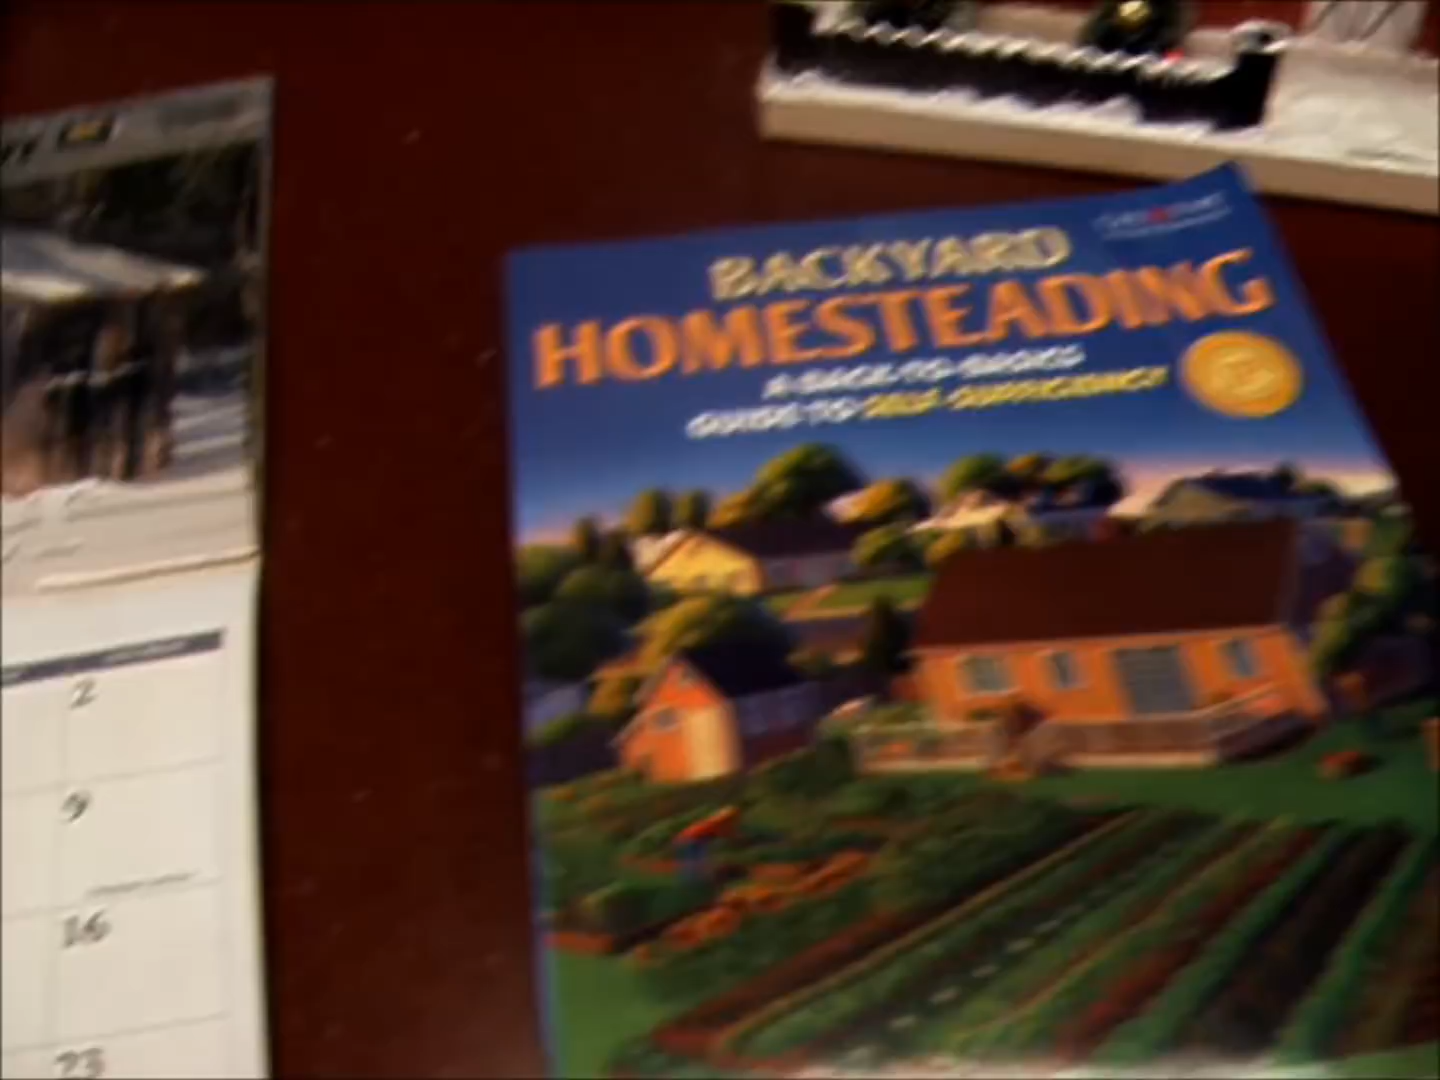 BACKYARD
HOMESTEADING
A BACK-TO-BASICS
GUIDE TO SELF-SUFFICIENCY
2
9
16
23